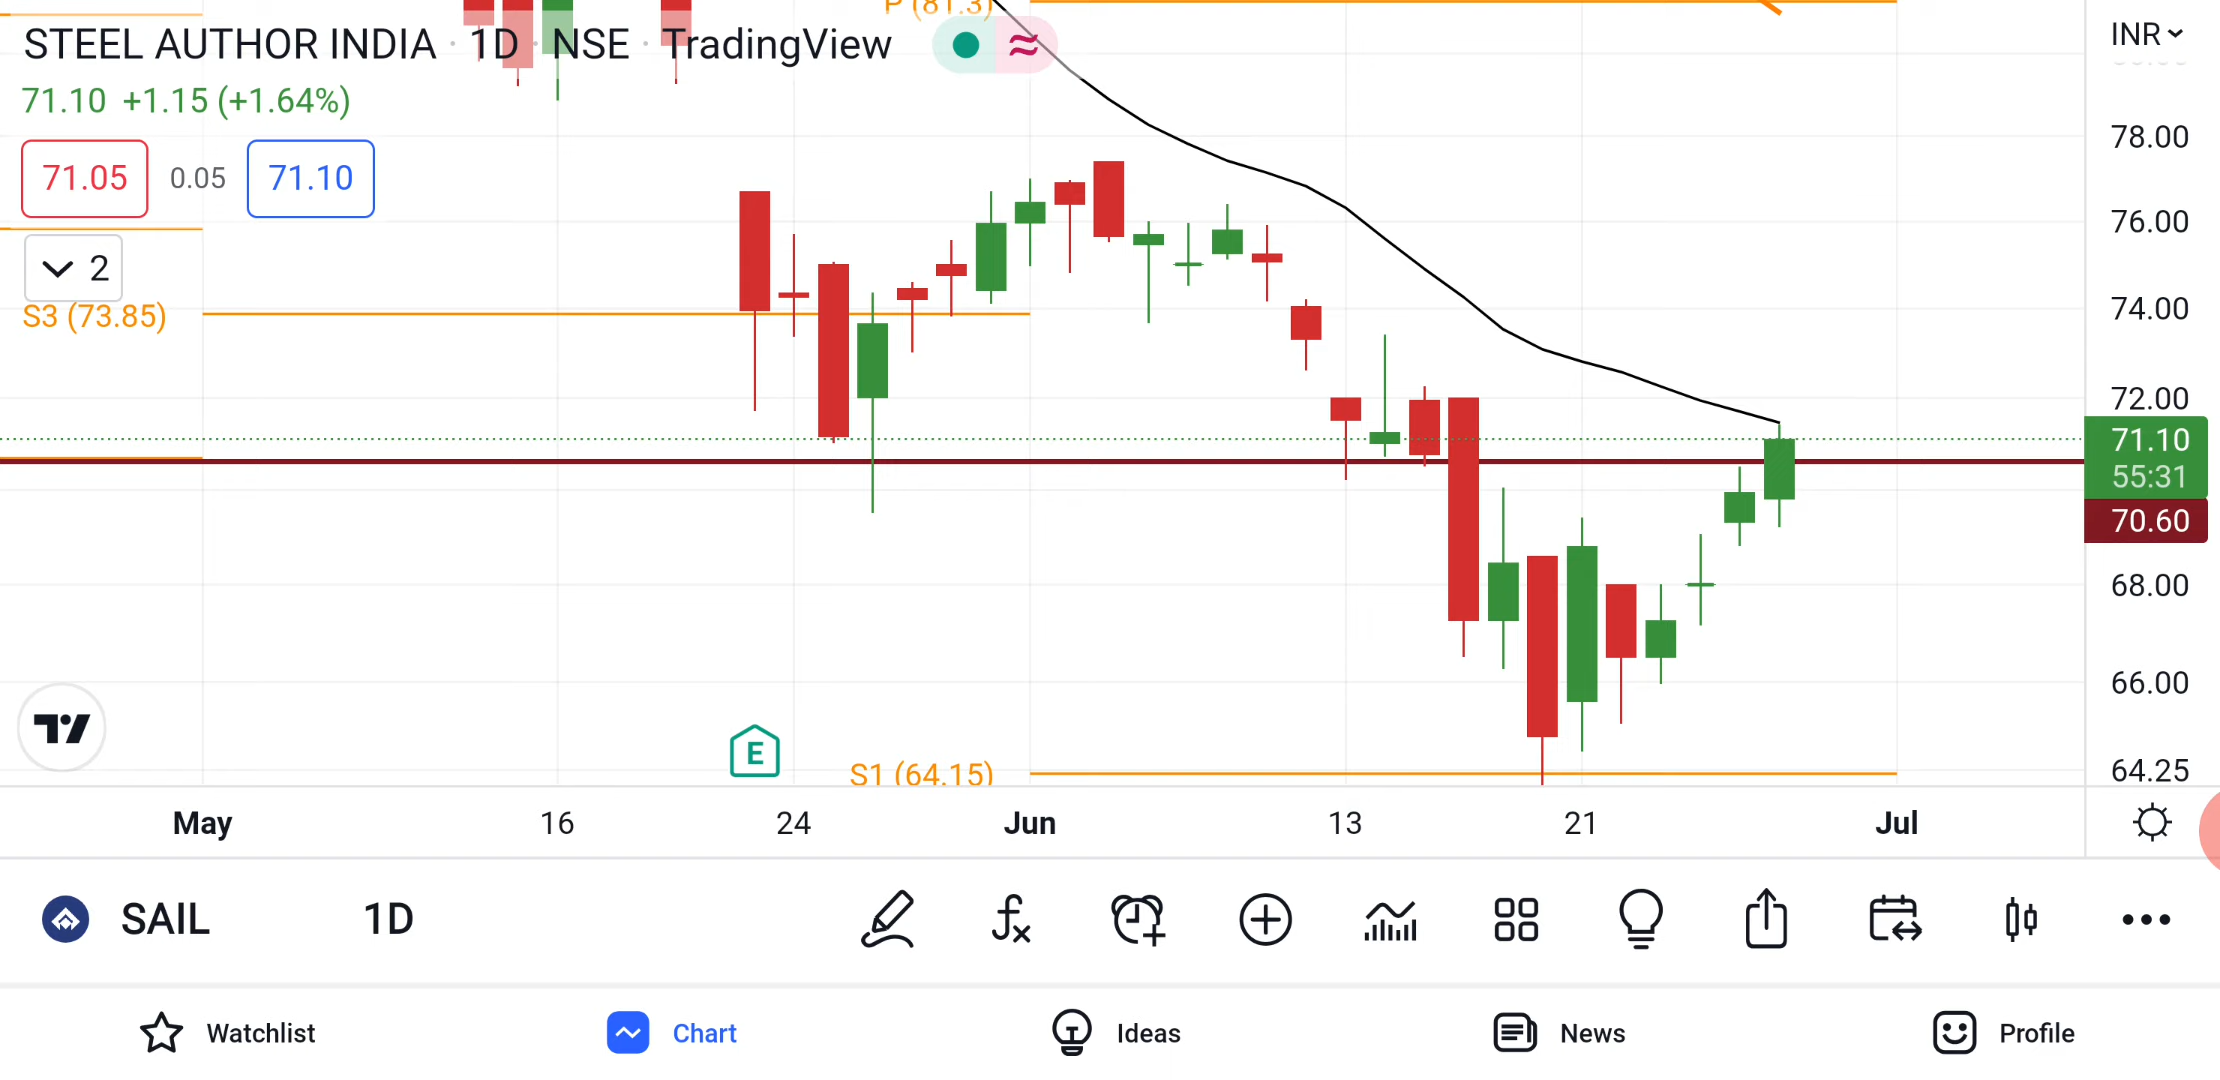 P (81.3)
STEEL AUTHOR INDIA · 1D · NSE · TradingView
INR
71.10 +1.15 (+1.64%)
71.05 0.05 71.10
2
S3 (73.85)
78.00
76.00
74.00
72.00
71.10
55:31
70.60
68.00
66.00
64.25
E
S1 (64.15)
May 16 24 Jun 13 21 Jul
SAIL 1D
Watchlist Chart Ideas News Profile